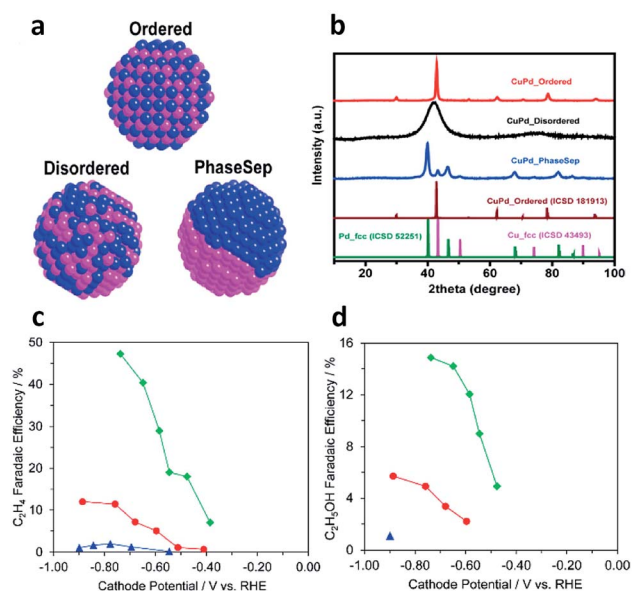 a
Ordered
Disordered
PhaseSep
b
Intensity (a.u.)
CuPd_Ordered
CuPd_Disordered
CuPd_PhaseSep
CuPd_Ordered (ICSD 181913)
Pd_fcc (ICSD 52251)
Cu_fcc (ICSD 43493)
20
40
60
80
100
2theta (degree)
c
C₂H₄ Faradaic Efficiency / %
50
40
30
20
10
0
-1.00
-0.80
-0.60
-0.40
-0.20
0.00
Cathode Potential / V vs. RHE
d
C₂H₅OH Faradaic Efficiency / %
16
12
8
4
0
-1.00
-0.80
-0.60
-0.40
-0.20
0.00
Cathode Potential / V vs. RHE